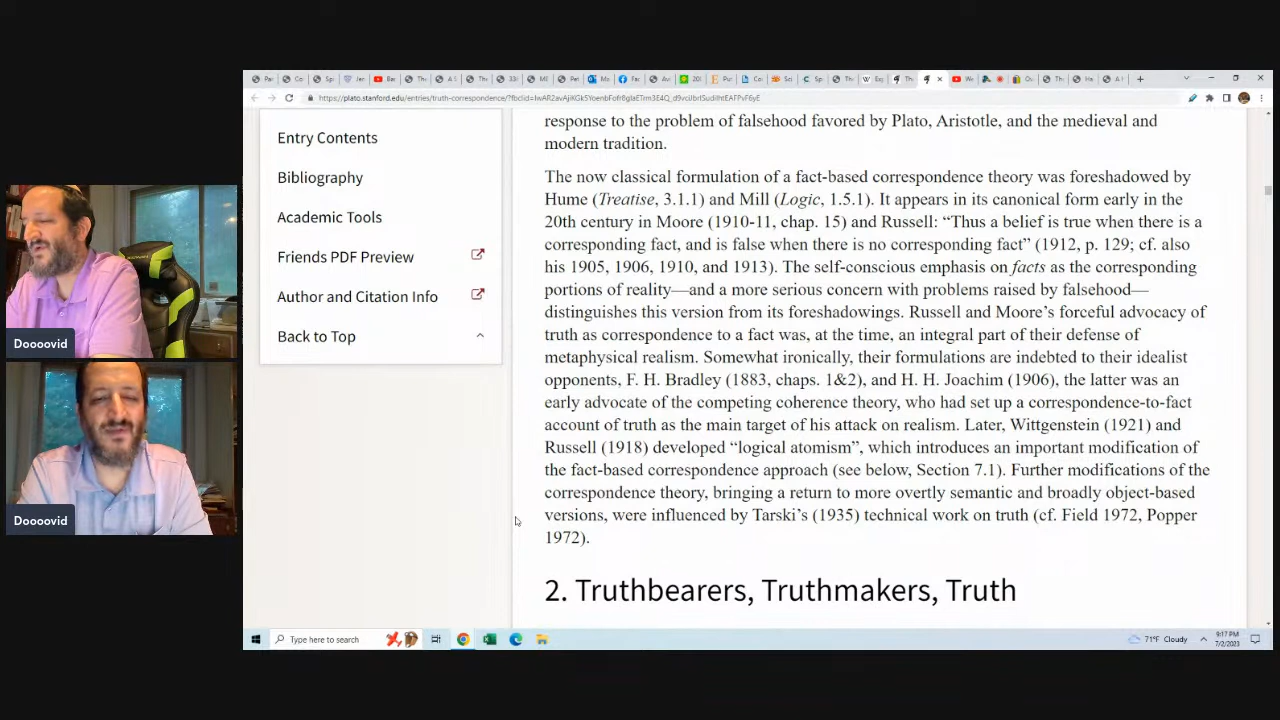 https://plato.stanford.edu/entries/truth-correspondence/
Entry Contents
Bibliography
Academic Tools
Friends PDF Preview
Author and Citation Info
Back to Top
response to the problem of falsehood favored by Plato, Aristotle, and the medieval and
modern tradition.
The now classical formulation of a fact-based correspondence theory was foreshadowed by
Hume (Treatise, 3.1.1) and Mill (Logic, 1.5.1). It appears in its canonical form early in the
20th century in Moore (1910-11, chap. 15) and Russell: “Thus a belief is true when there is a
corresponding fact, and is false when there is no corresponding fact” (1912, p. 129; cf. also
his 1905, 1906, 1910, and 1913). The self-conscious emphasis on facts as the corresponding
portions of reality—and a more serious concern with problems raised by falsehood—
distinguishes this version from its foreshadowings. Russell and Moore’s forceful advocacy of
truth as correspondence to a fact was, at the time, an integral part of their defense of
metaphysical realism. Somewhat ironically, their formulations are indebted to their idealist
opponents, F. H. Bradley (1883, chaps. 1&2), and H. H. Joachim (1906), the latter was an
early advocate of the competing coherence theory, who had set up a correspondence-to-fact
account of truth as the main target of his attack on realism. Later, Wittgenstein (1921) and
Russell (1918) developed “logical atomism”, which introduces an important modification of
the fact-based correspondence approach (see below, Section 7.1). Further modifications of the
correspondence theory, bringing a return to more overtly semantic and broadly object-based
versions, were influenced by Tarski’s (1935) technical work on truth (cf. Field 1972, Popper
1972).
2. Truthbearers, Truthmakers, Truth
Doooovid
Doooovid
Type here to search
71°F Cloudy
9:17 PM
7/2/2023